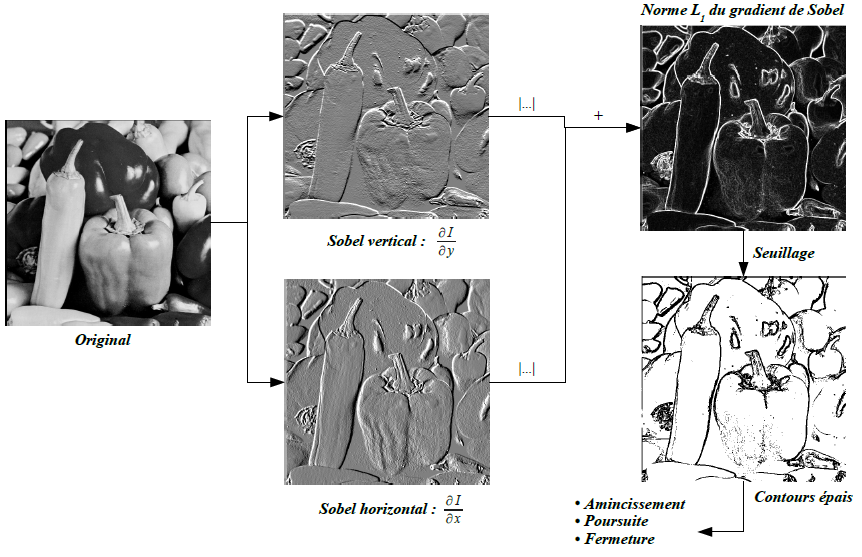 Norme L₁ du gradient de Sobel
|...|
+
Sobel vertical : ∂I/∂y
Seuillage
Original
|...|
Sobel horizontal : ∂I/∂x
Contours épais
• Amincissement
• Poursuite
• Fermeture